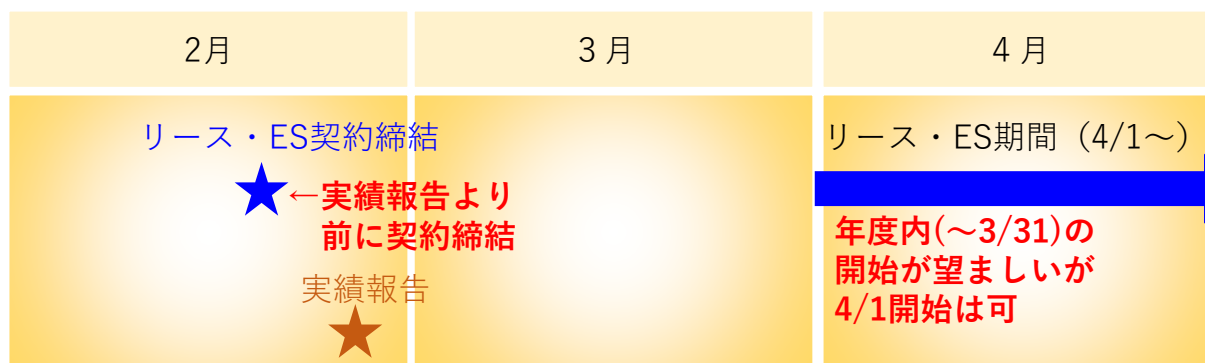 2月
3月
4月
リース・ES契約締結
←実績報告より
前に契約締結
実績報告
リース・ES期間（4/1～）
年度内(～3/31)の
開始が望ましいが
4/1開始は可